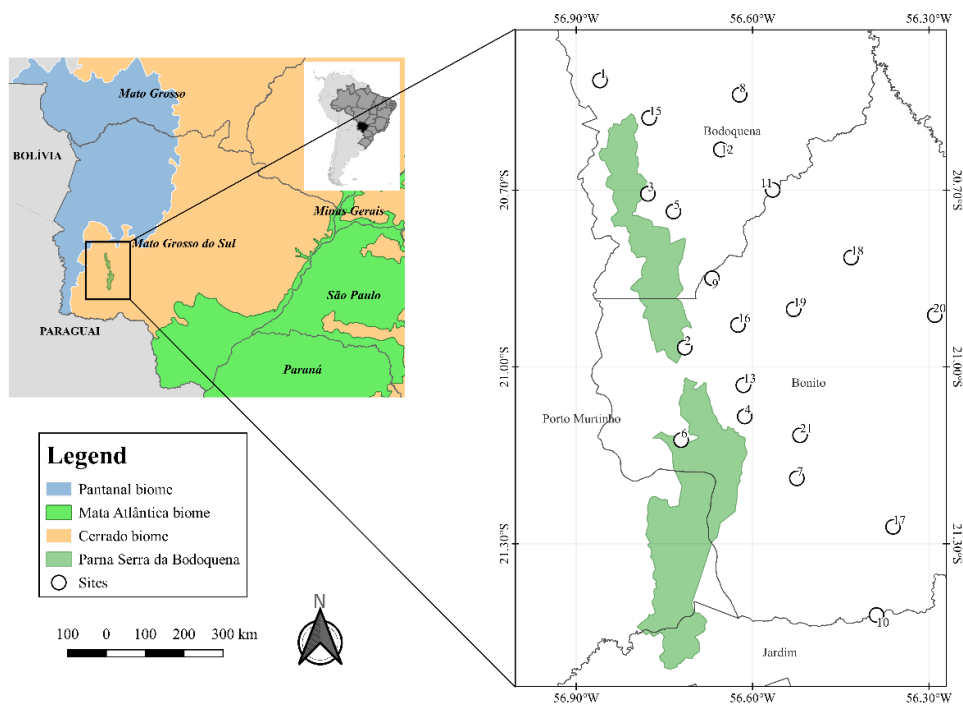 Mato Grosso
BOLÍVIA
Minas Gerais
Mato Grosso do Sul
São Paulo
PARAGUAI
Paraná
Legend
Pantanal biome
Mata Atlântica biome
Cerrado biome
Parna Serra da Bodoquena
Sites
100 0 100 200 300 km
N
56.90°W 56.60°W 56.30°W
1
8
15
Bodoquena
12
20.70°S
3
11
5
18
9
19
20
16
2
21.00°S
13
Bonito
4
Porto Murtinho
6
21
7
17
21.30°S
10
Jardim
56.90°W 56.60°W 56.30°W
20.70°S
21.00°S
21.30°S